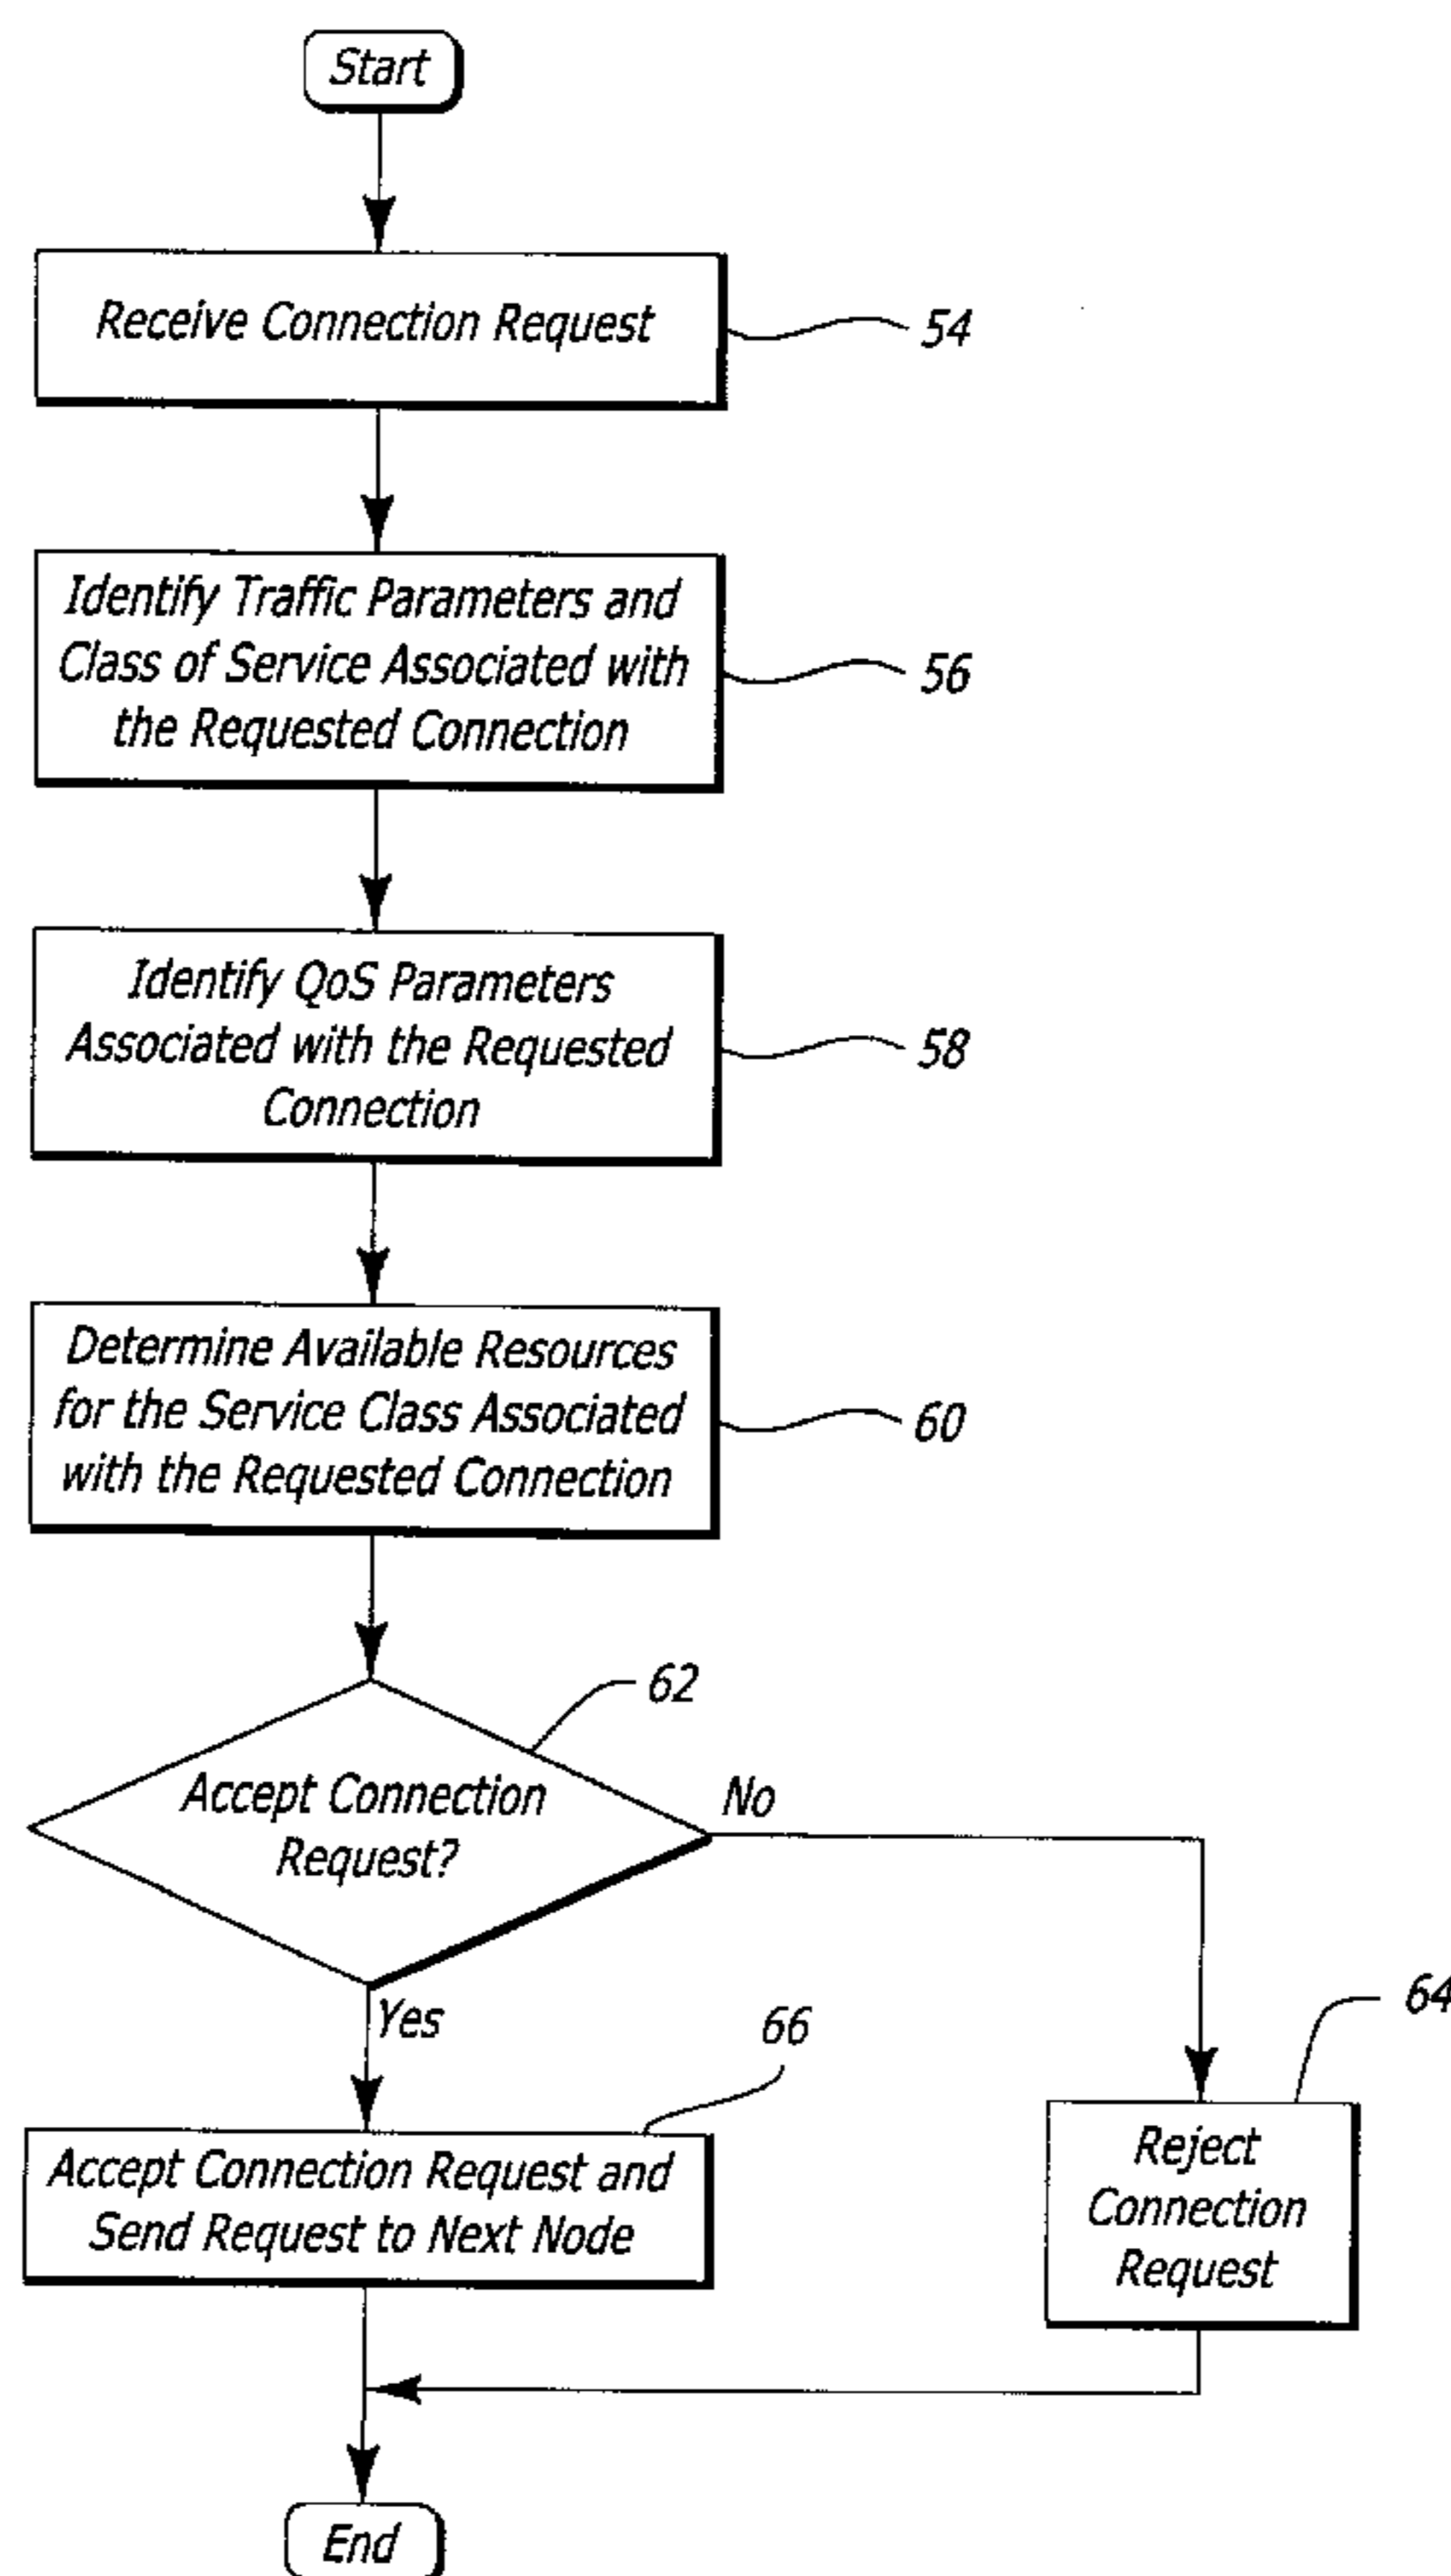 Start
Receive Connection Request
54
Identify Traffic Parameters and
Class of Service Associated with
the Requested Connection
56
Identify QoS Parameters
Associated with the Requested
Connection
58
Determine Available Resources
for the Service Class Associated
with the Requested Connection
60
62
Accept Connection
Request?
No
Yes
66
64
Accept Connection Request and
Send Request to Next Node
Reject
Connection
Request
End